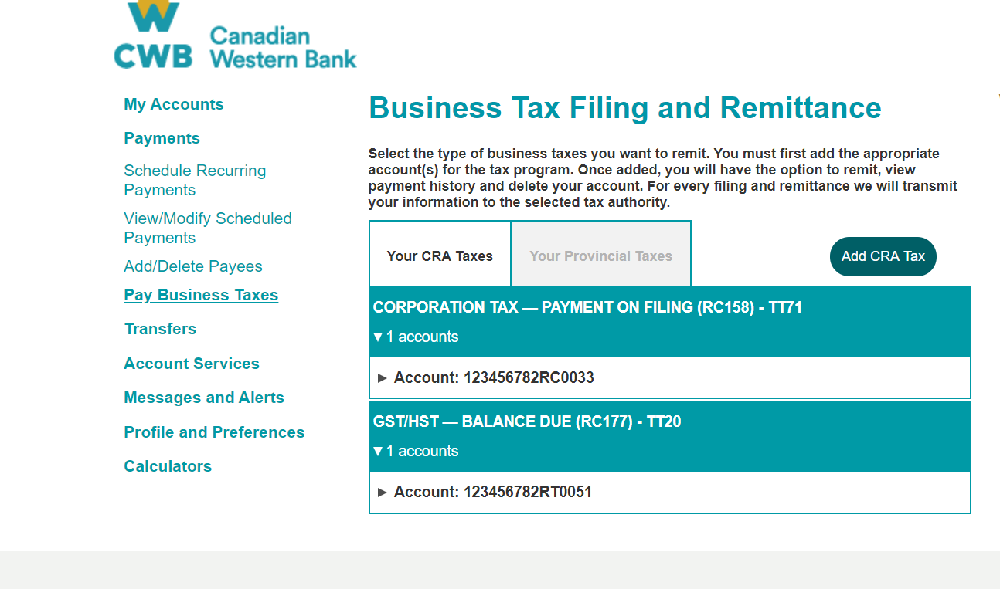 W
CWB
Canadian
Western Bank
My Accounts
Payments
Schedule Recurring
Payments
View/Modify Scheduled
Payments
Add/Delete Payees
Pay Business Taxes
Transfers
Account Services
Messages and Alerts
Profile and Preferences
Calculators
Business Tax Filing and Remittance
Select the type of business taxes you want to remit. You must first add the appropriate
account(s) for the tax program. Once added, you will have the option to remit, view
payment history and delete your account. For every filing and remittance we will transmit
your information to the selected tax authority.
Your CRA Taxes
Your Provincial Taxes
Add CRA Tax
CORPORATION TAX — PAYMENT ON FILING (RC158) - TT71
▼ 1 accounts
► Account: 123456782RC0033
GST/HST — BALANCE DUE (RC177) - TT20
▼ 1 accounts
► Account: 123456782RT0051